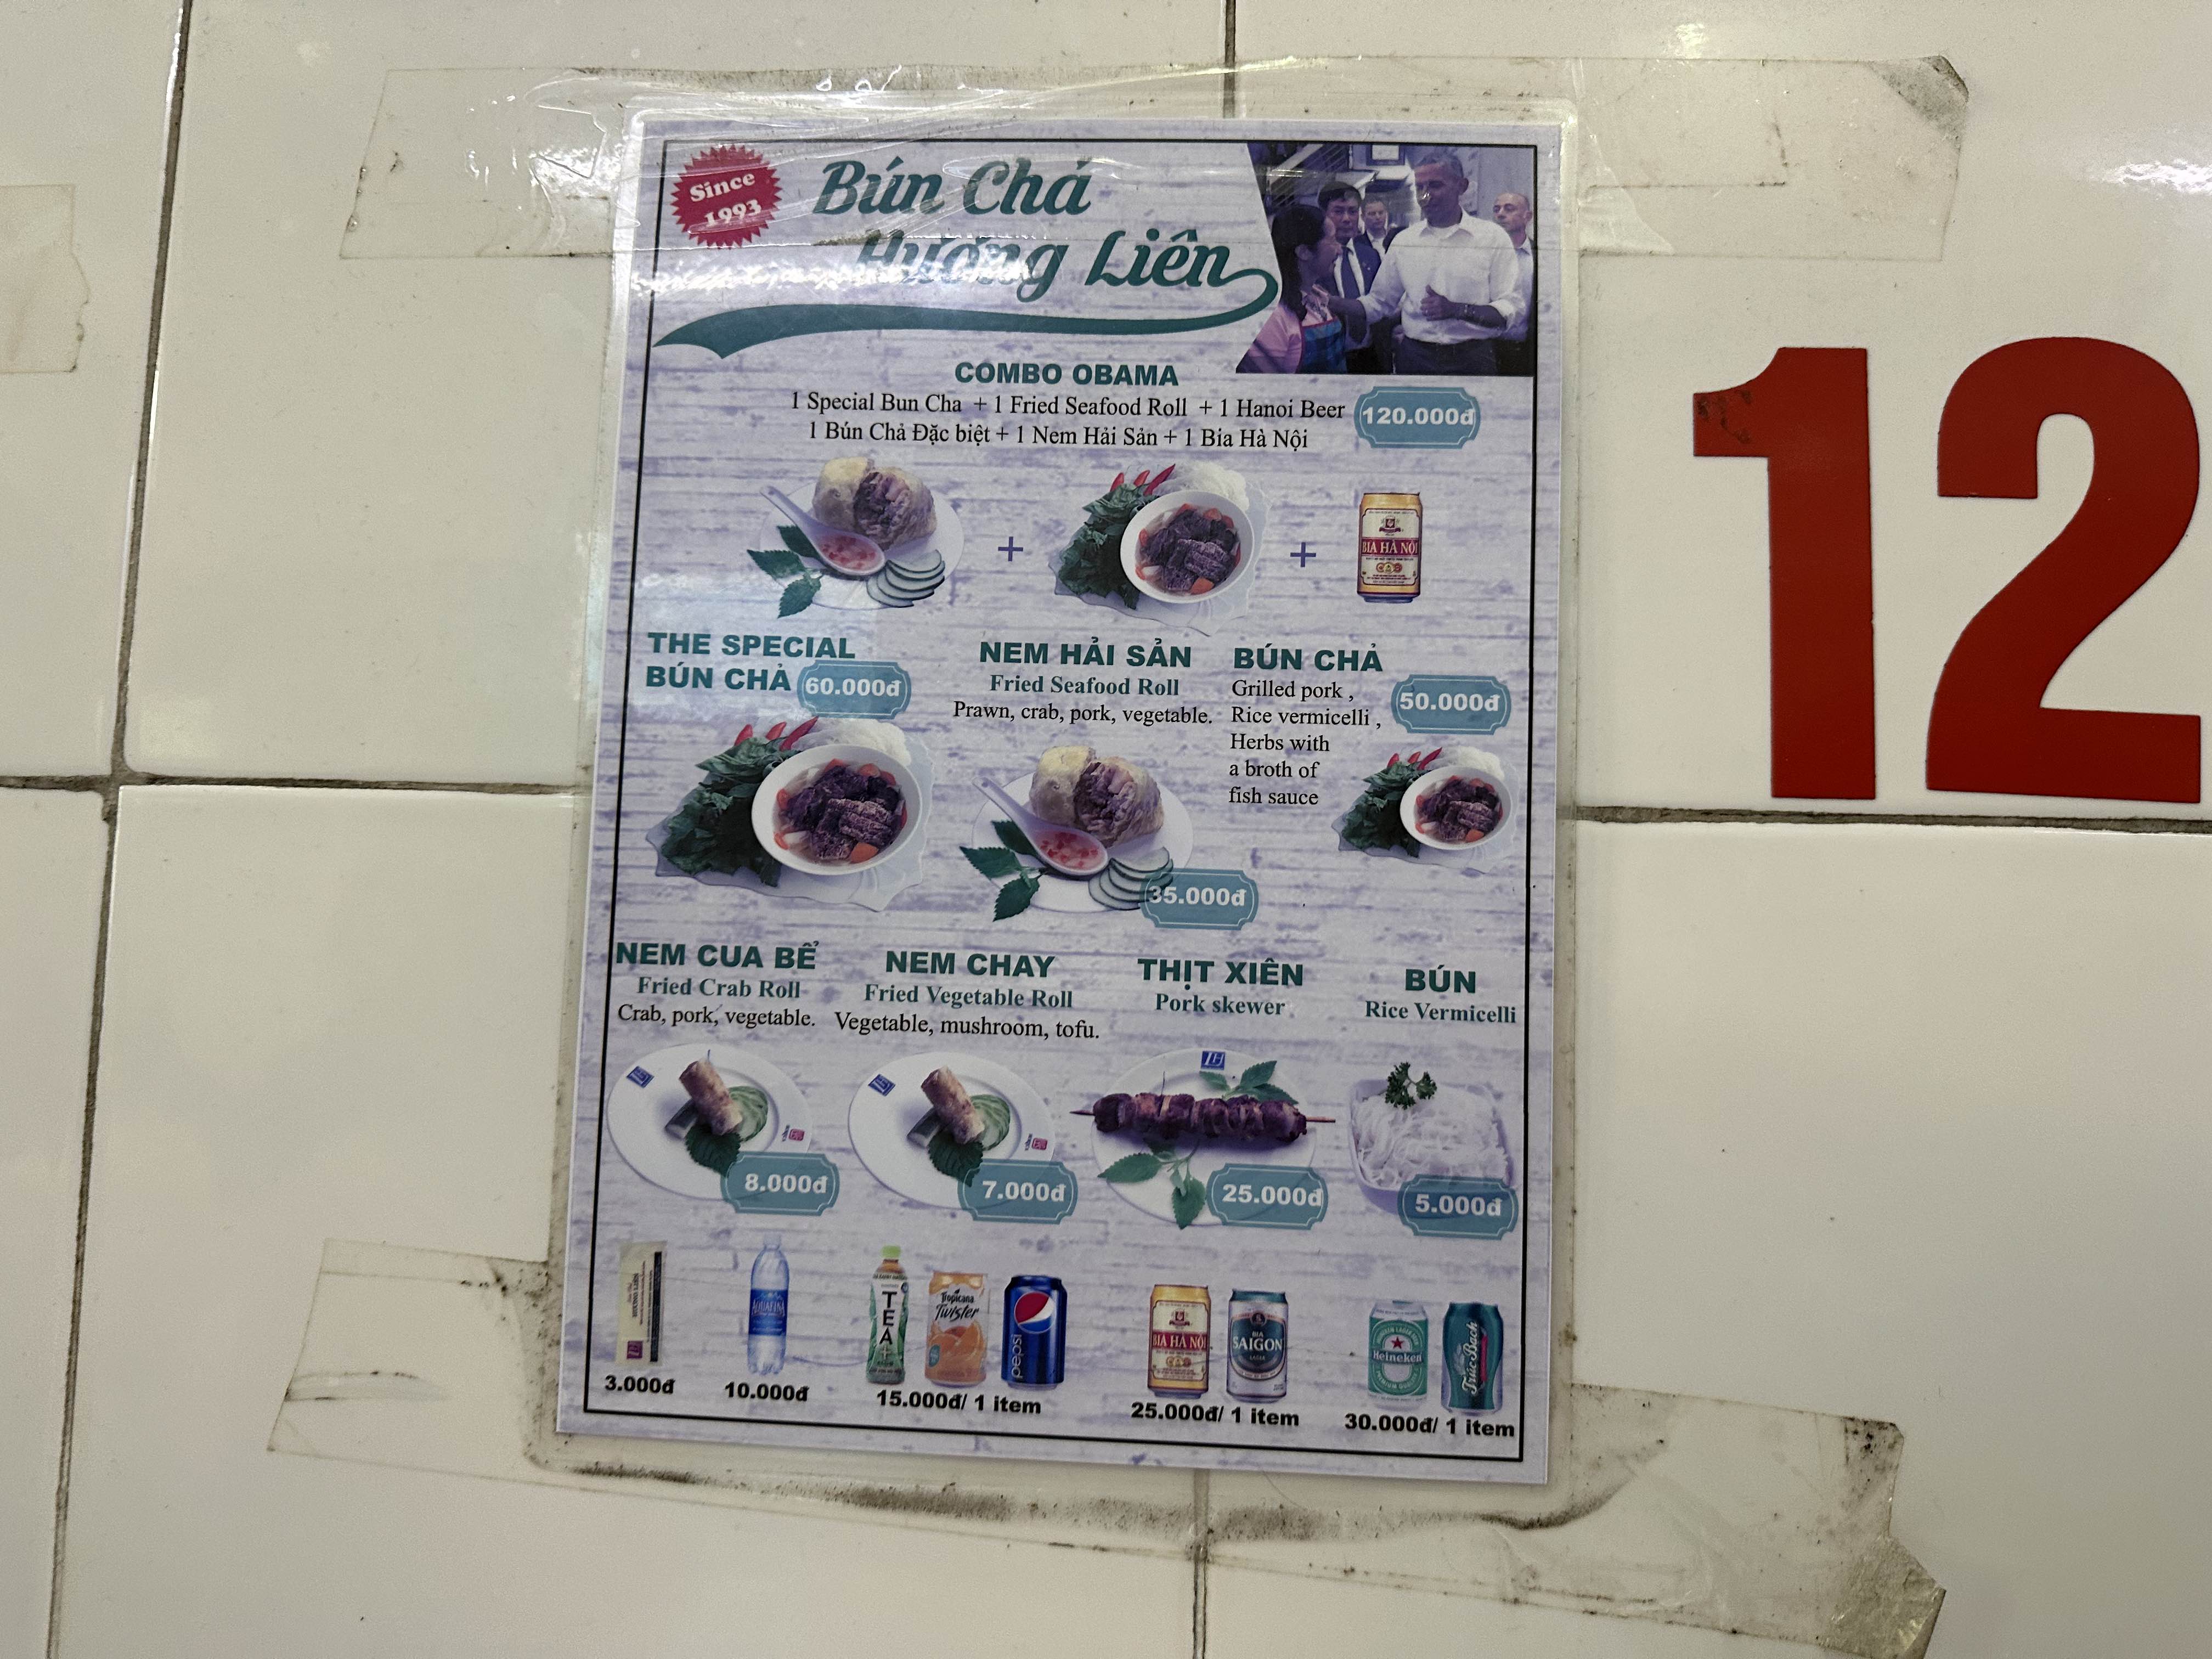 Since
1993
Bún Chả
Hương Liên
COMBO OBAMA
1 Special Bun Cha + 1 Fried Seafood Roll + 1 Hanoi Beer
120.000đ
1 Bún Chả Đặc biệt + 1 Nem Hải Sản + 1 Bia Hà Nội
+
+
BIA HÀ NỘI
THE SPECIAL
BÚN CHẢ
60.000đ
NEM HẢI SẢN
Fried Seafood Roll
Prawn, crab, pork, vegetable.
35.000đ
BÚN CHẢ
Grilled pork ,
Rice vermicelli ,
Herbs with
a broth of
fish sauce
50.000đ
NEM CUA BỂ
Fried Crab Roll
Crab, pork, vegetable.
8.000đ
NEM CHAY
Fried Vegetable Roll
Vegetable, mushroom, tofu.
7.000đ
THỊT XIÊN
Pork skewer
25.000đ
BÚN
Rice Vermicelli
5.000đ
3.000đ
AQUAFINA
10.000đ
TEA+
Tropicana
Twister
pepsi
15.000đ/ 1 item
BIA HÀ NỘI
BIA
SAIGON
LAGER
25.000đ/ 1 item
Heineken
Trúc Bạch
30.000đ/ 1 item
12